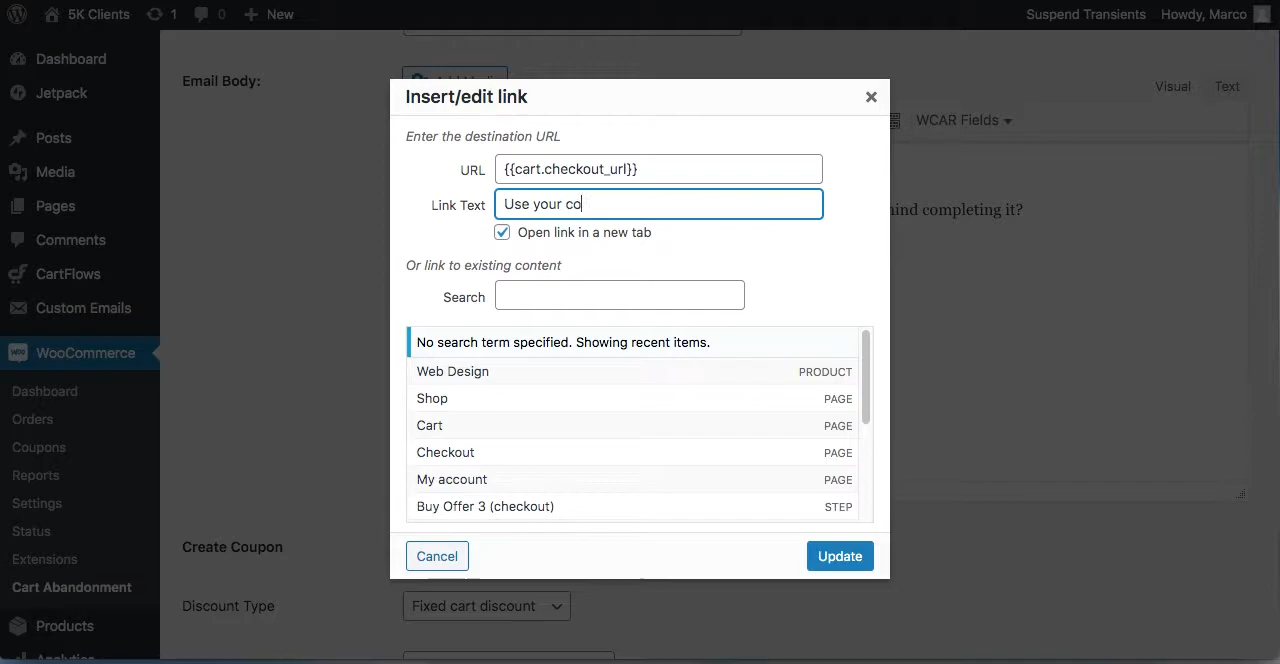 5K Clients 1 0 New Suspend Transients Howdy, Marco
Dashboard
Jetpack
Posts
Media
Pages
Comments
CartFlows
Custom Emails
WooCommerce
Dashboard
Orders
Coupons
Reports
Settings
Status
Extensions
Cart Abandonment
Products
Analytics
Email Body:
Add Media
Visual Text
WCAR Fields
ind completing it?
Insert/edit link
Enter the destination URL
URL {{cart.checkout_url}}
Link Text Use your co
Open link in a new tab
Or link to existing content
Search
No search term specified. Showing recent items.
Web Design PRODUCT
Shop PAGE
Cart PAGE
Checkout PAGE
My account PAGE
Buy Offer 3 (checkout) STEP
Cancel Update
Create Coupon
Discount Type Fixed cart discount